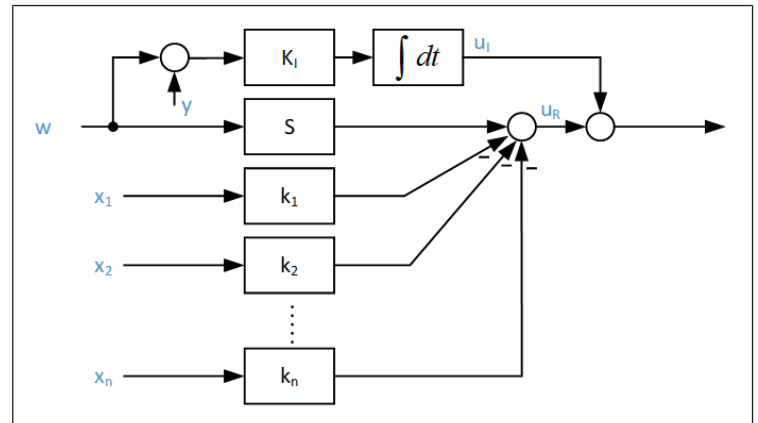 K_I
∫ dt
u_I
y
w
S
u_R
x_1
k_1
x_2
k_2
x_n
k_n